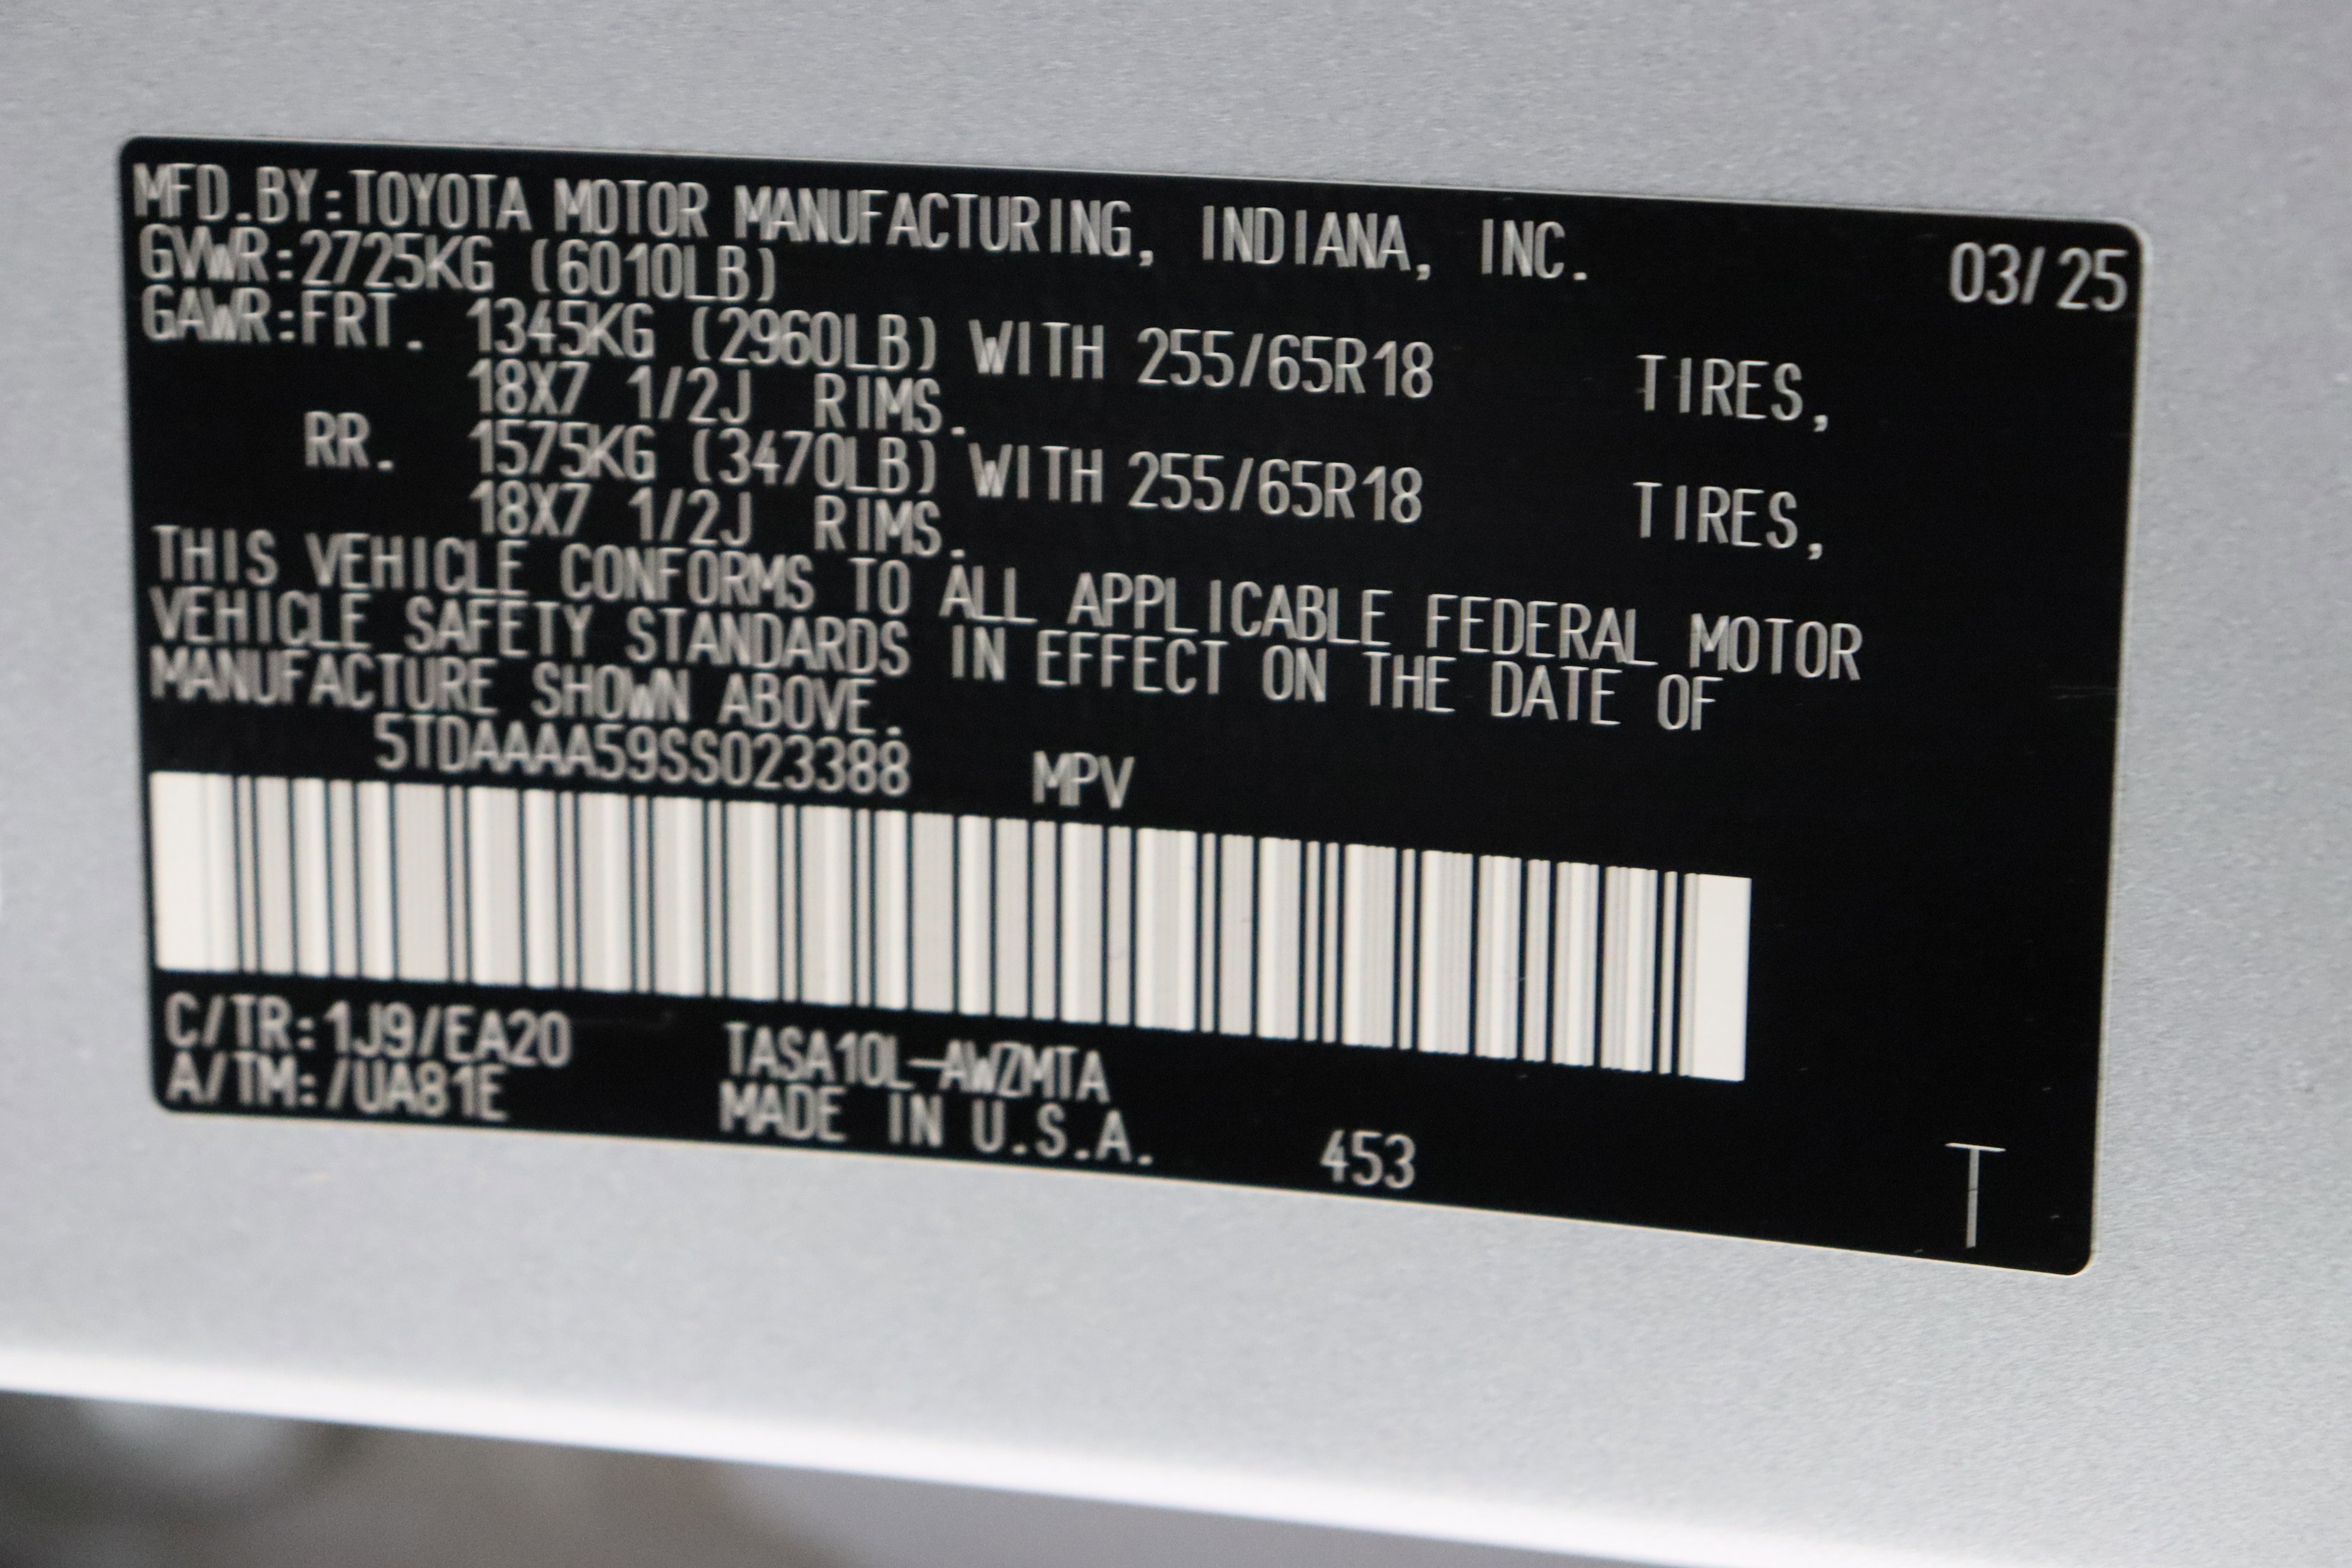 MFD.BY:TOYOTA MOTOR MANUFACTURING, INDIANA, INC. 03/25
GVWR:2725KG (6010LB)
GAWR:FRT. 1345KG (2960LB) WITH 255/65R18 TIRES,
18X7 1/2J RIMS.
RR. 1575KG (3470LB) WITH 255/65R18 TIRES,
18X7 1/2J RIMS.
THIS VEHICLE CONFORMS TO ALL APPLICABLE FEDERAL MOTOR
VEHICLE SAFETY STANDARDS IN EFFECT ON THE DATE OF
MANUFACTURE SHOWN ABOVE.
5TDAAAA59SS023388 MPV
C/TR:1J9/EA20 TASA10L-AWZMTA
A/TM:/UA81E MADE IN U.S.A. 453
T